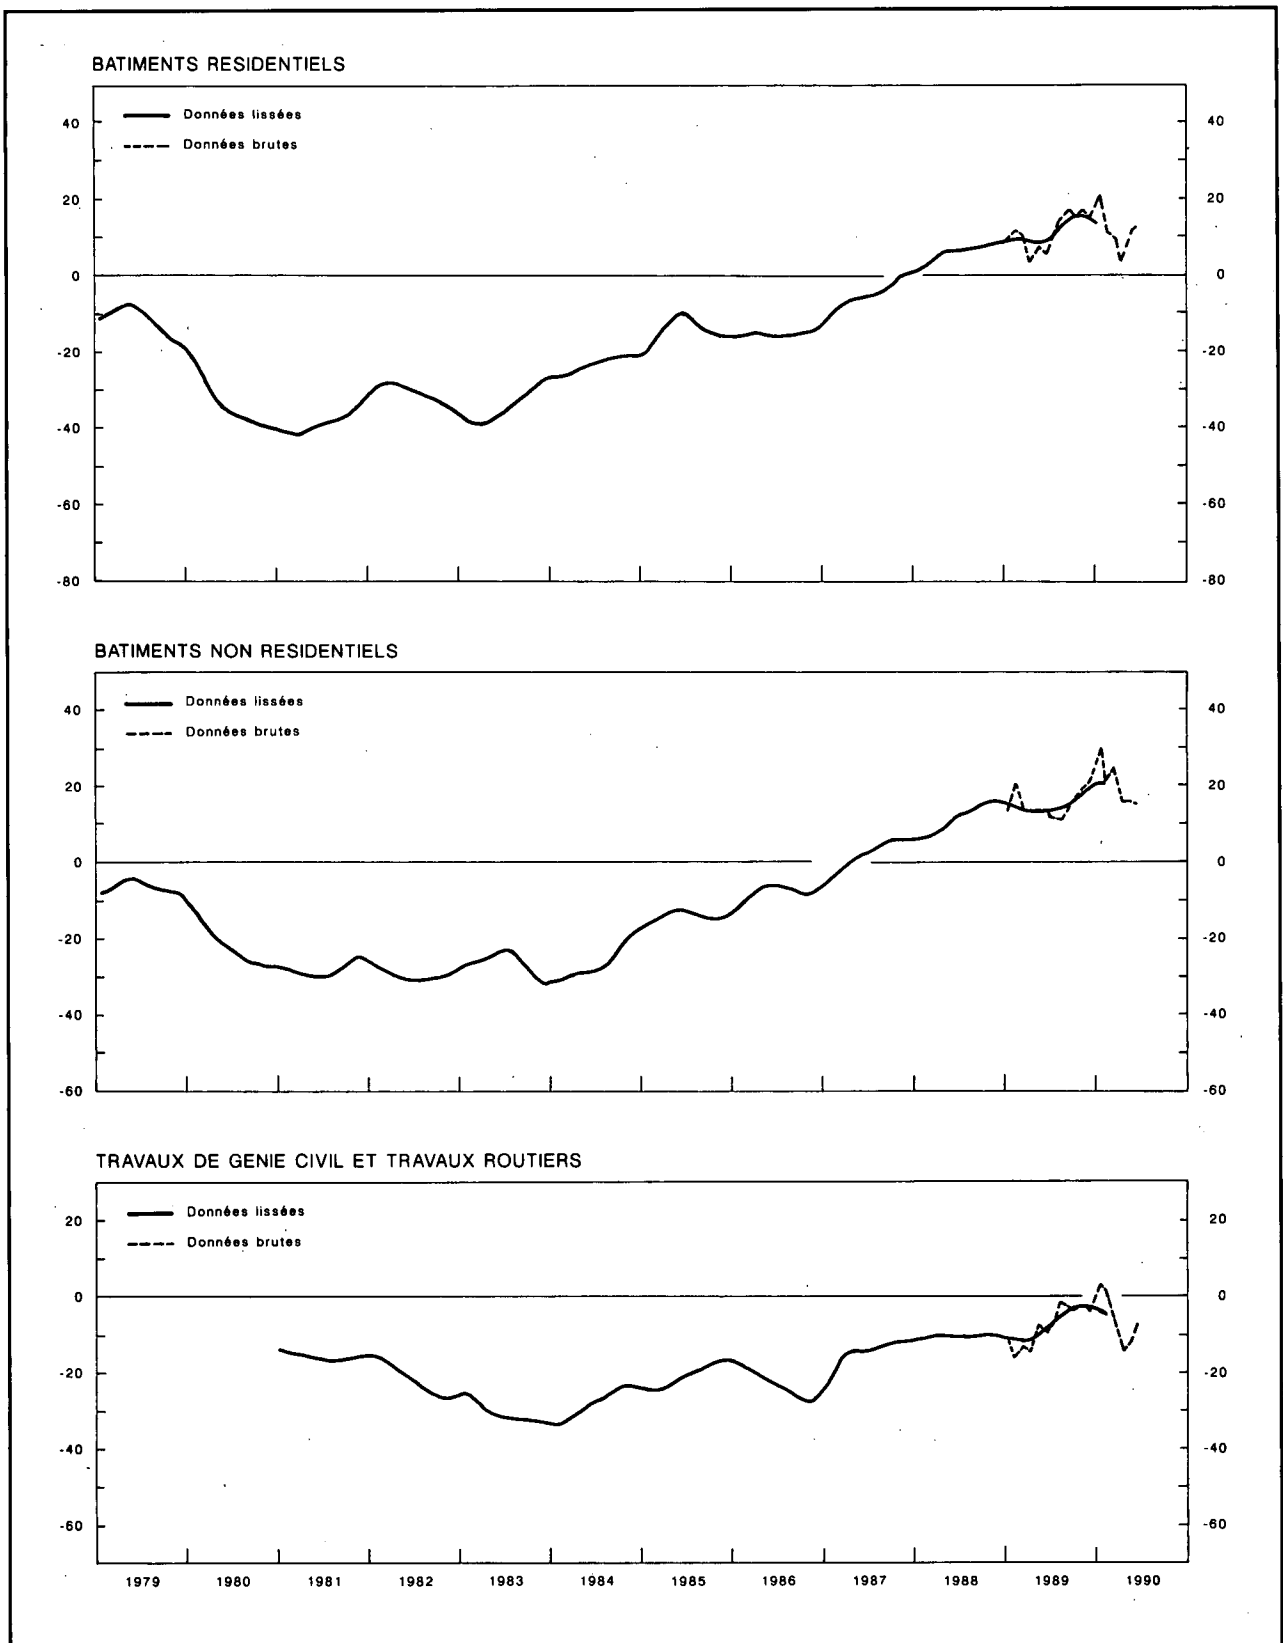 BATIMENTS RESIDENTIELS
Données lissées
Données brutes
40 40
20 20
0 0
-20 -20
-40 -40
-60 -60
-80 -80
BATIMENTS NON RESIDENTIELS
Données lissées
Données brutes
40 40
20 20
0 0
-20 -20
-40 -40
-60 -60
TRAVAUX DE GENIE CIVIL ET TRAVAUX ROUTIERS
Données lissées
Données brutes
20 20
0 0
-20 -20
-40 -40
-60 -60
1979 1980 1981 1982 1983 1984 1985 1986 1987 1988 1989 1990